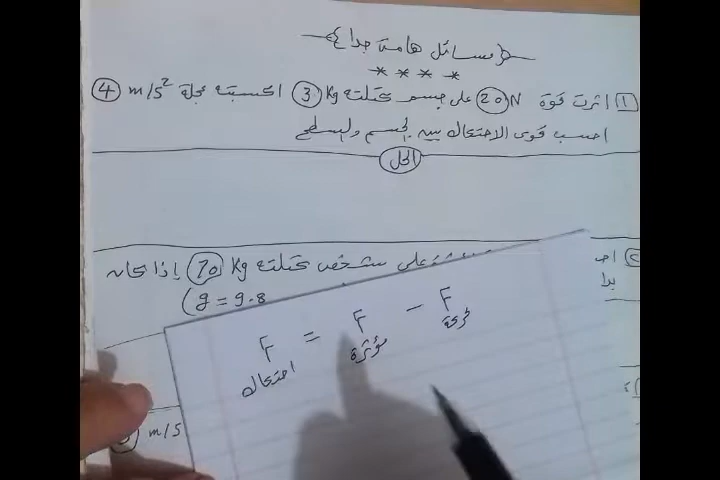 مسائل هامة جداً
* * * *
1 اثرت قوة 20 N على جسم كتلته 3 Kg اكسبته عجلة 4 m/s²
احسب قوى الاحتكاك بين الجسم والسطح
الحل
على شخص كتلته 70 Kg إذا كانت
(g = 9.8
F = F - F
احتكاك مؤثرة محركة
m/s